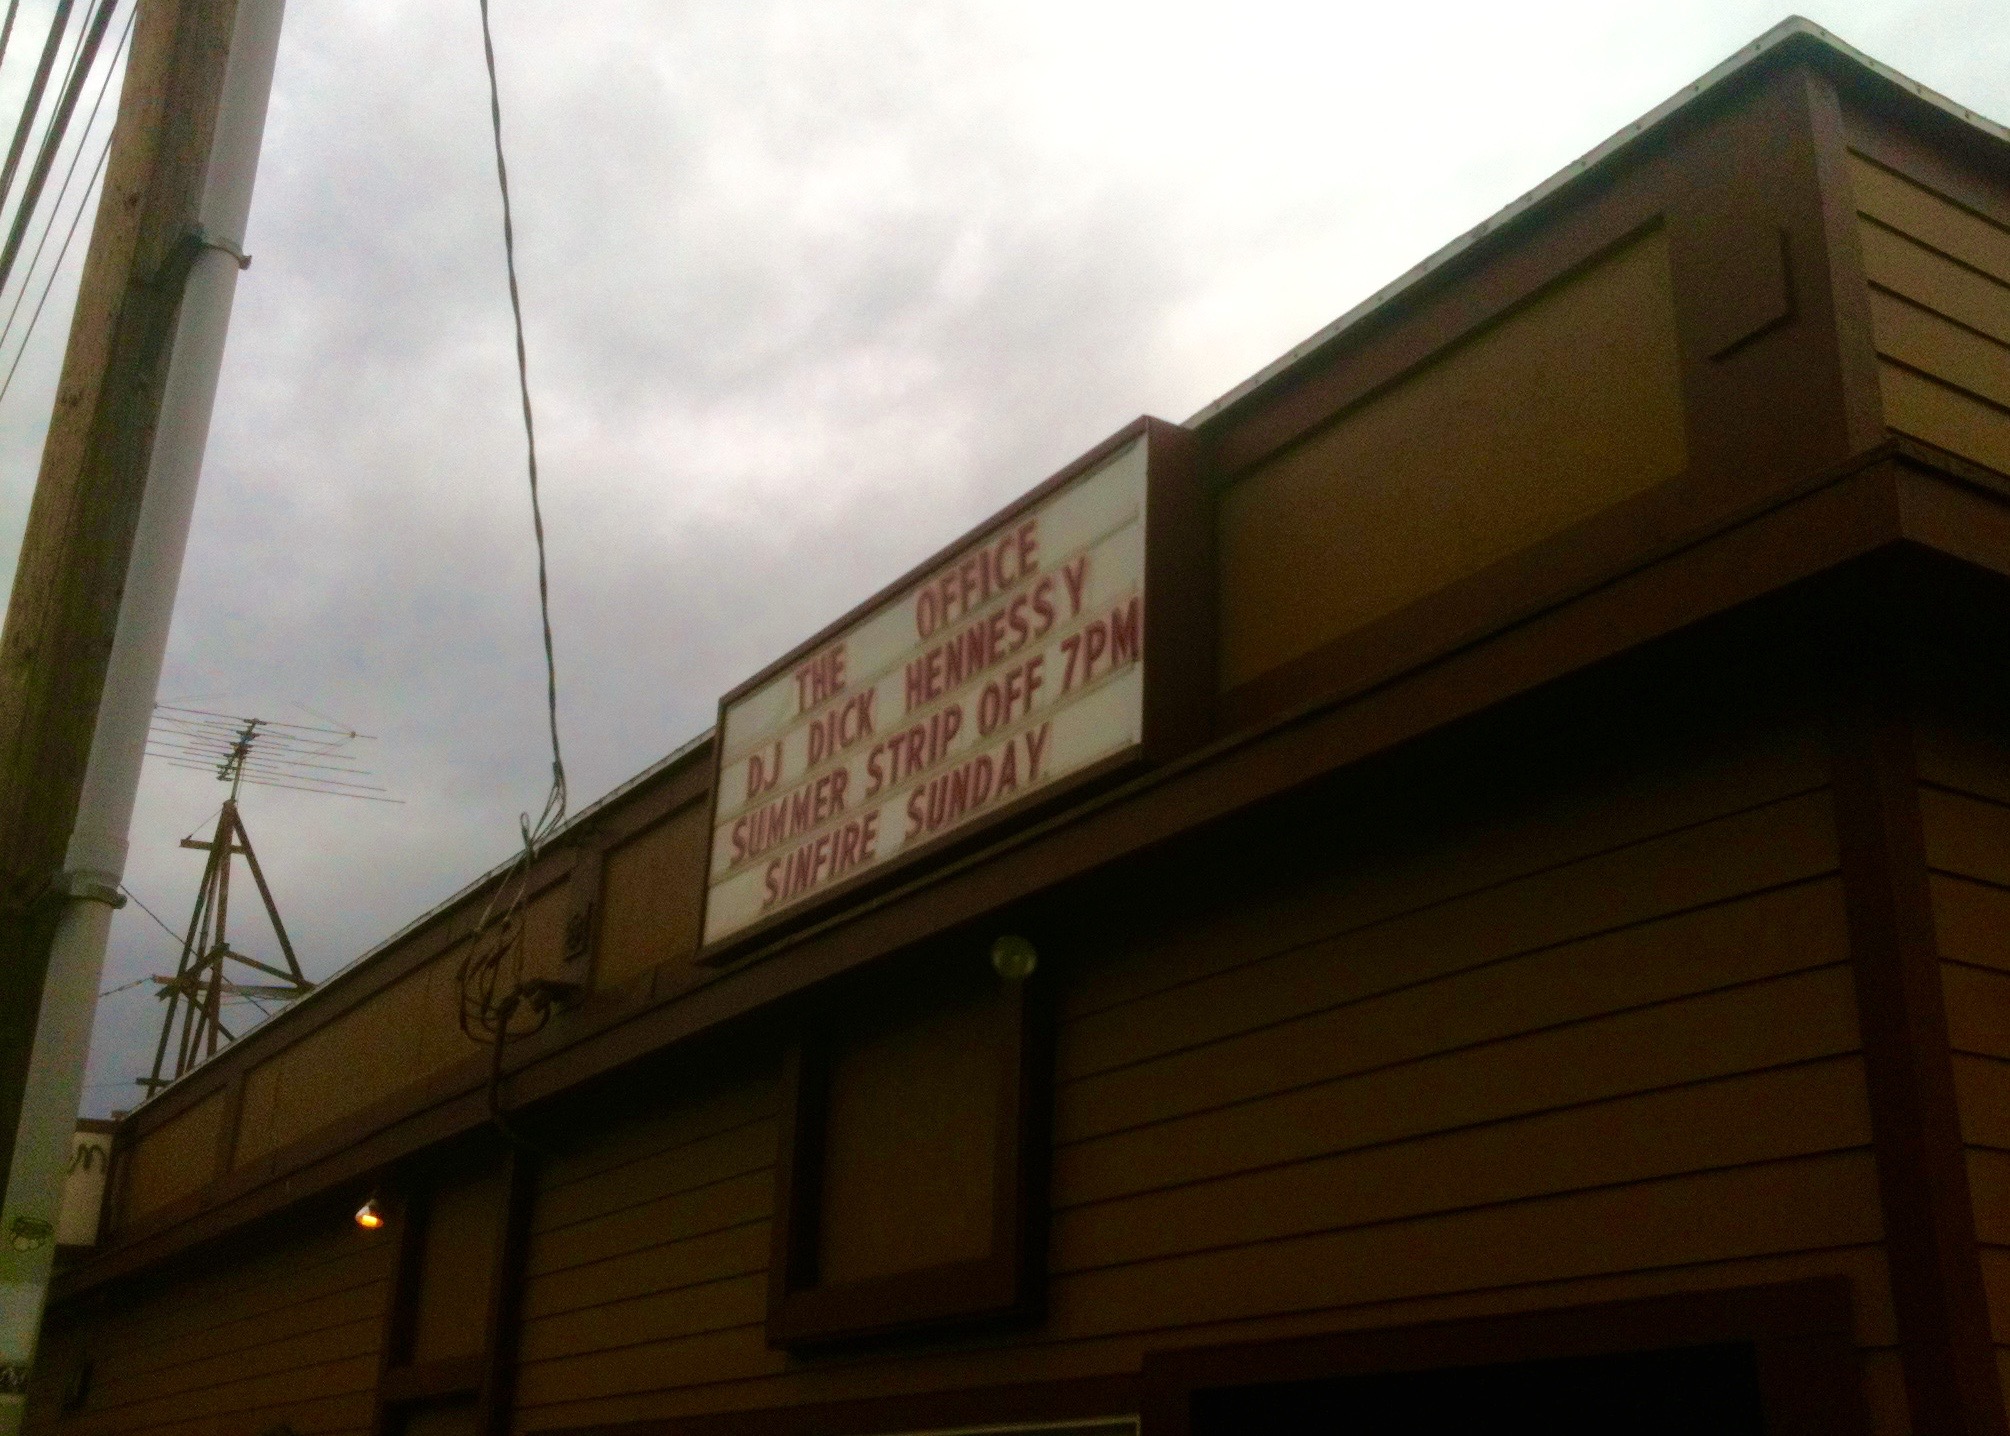 THE OFFICE
DJ DICK HENNESSY
SUMMER STRIP OFF 7PM
SINFIRE SUNDAY